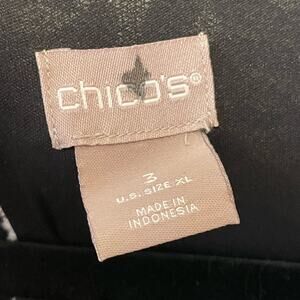 chico's®
3
U.S. SIZE XL
MADE IN
INDONESIA